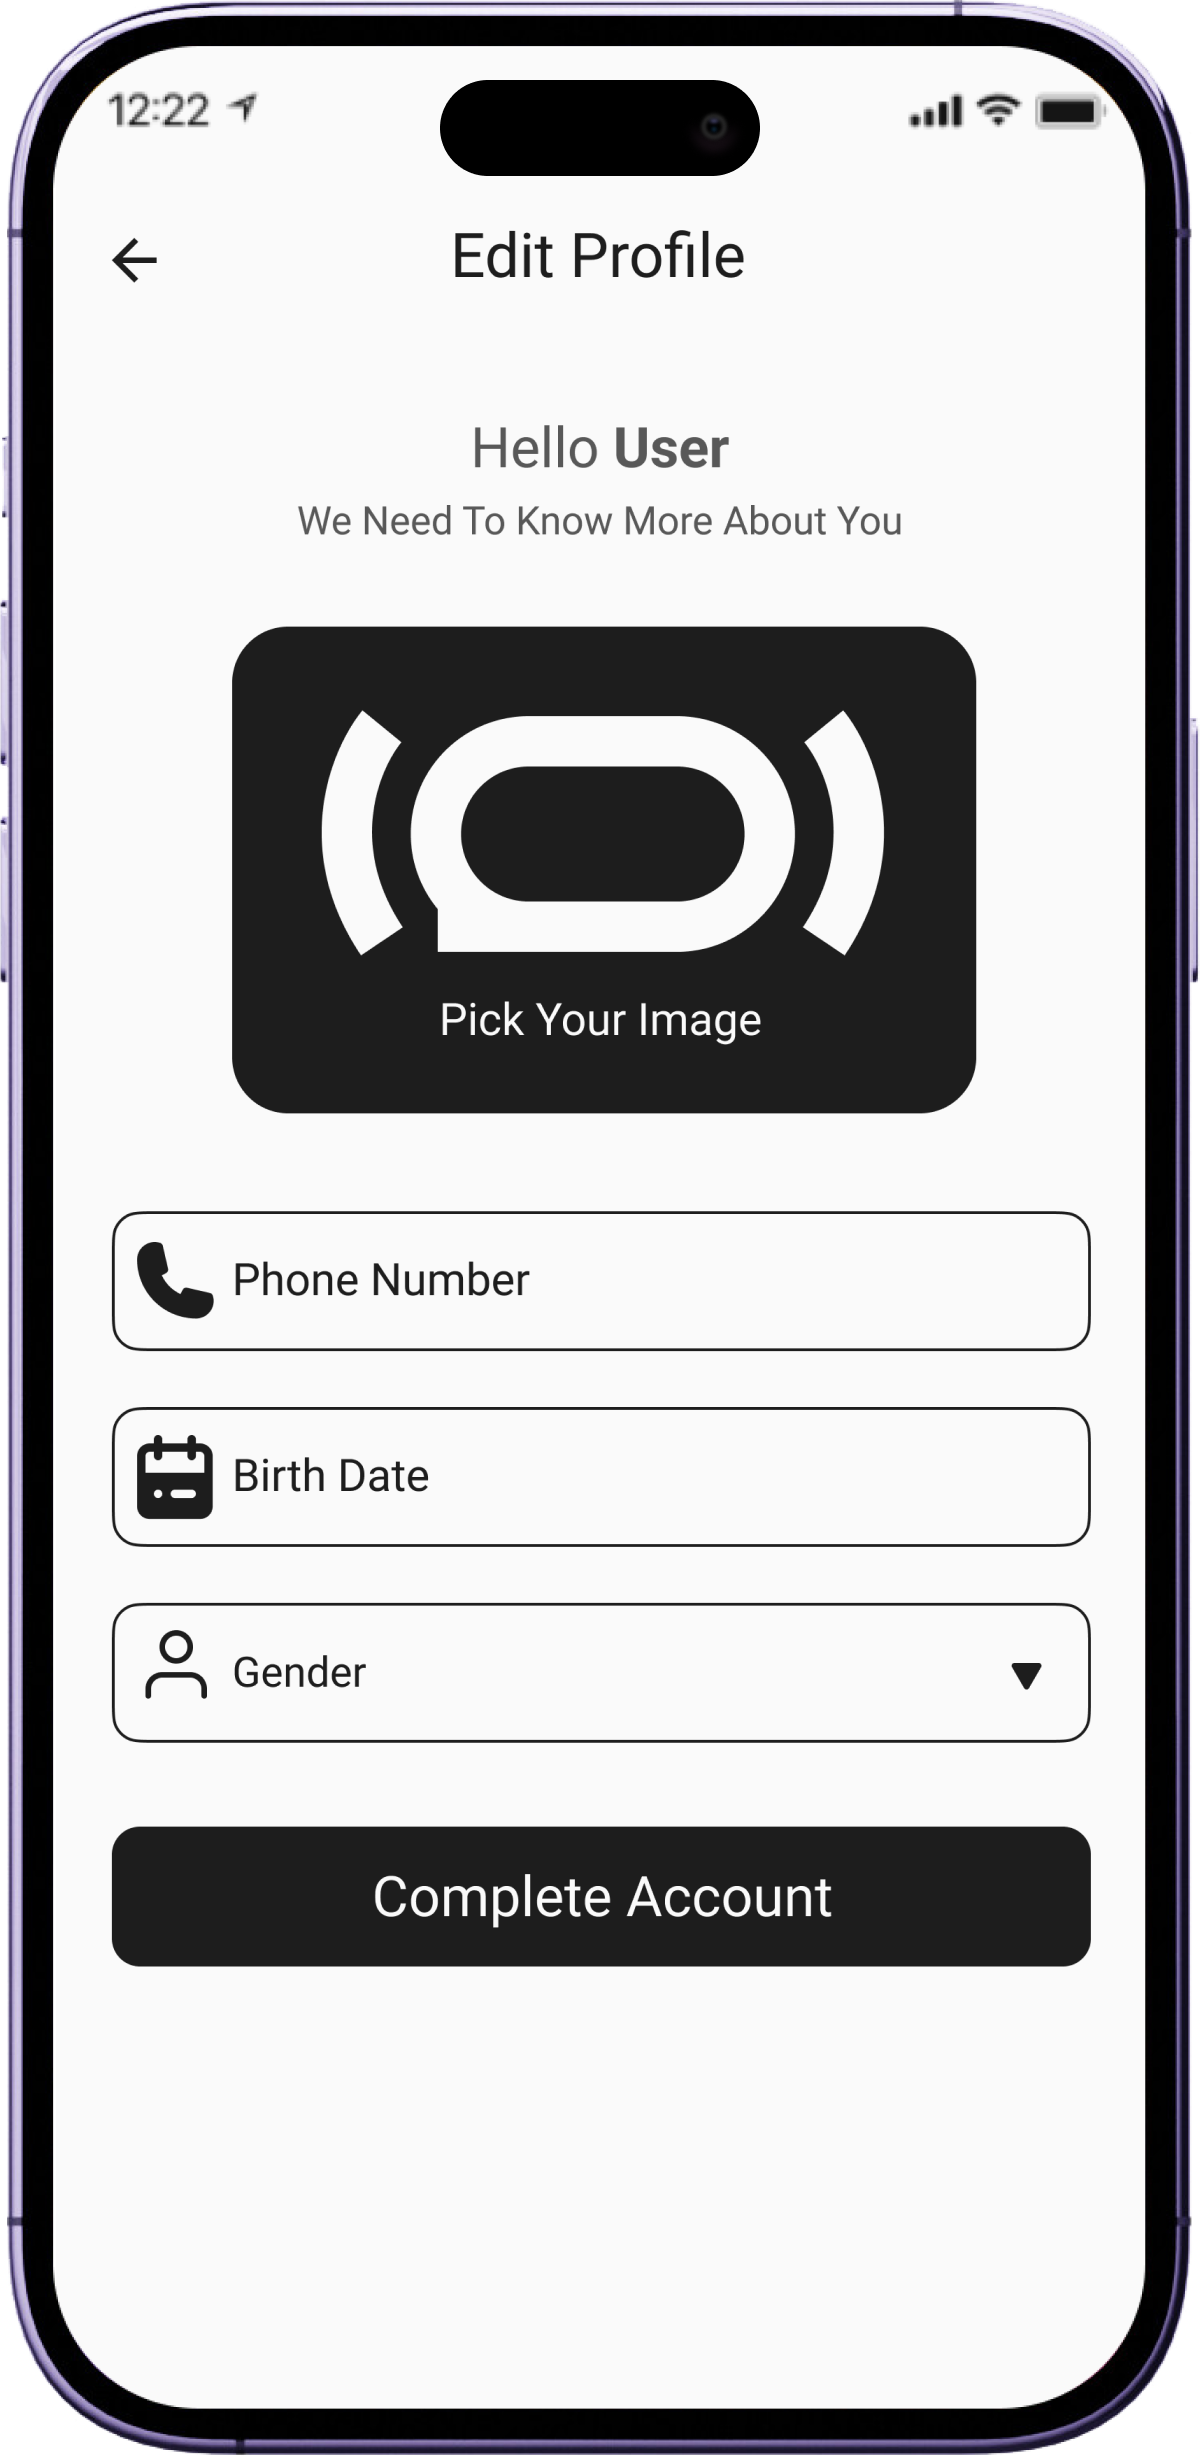 12:22
Edit Profile
Hello User
We Need To Know More About You
Pick Your Image
Phone Number
Birth Date
Gender
Complete Account